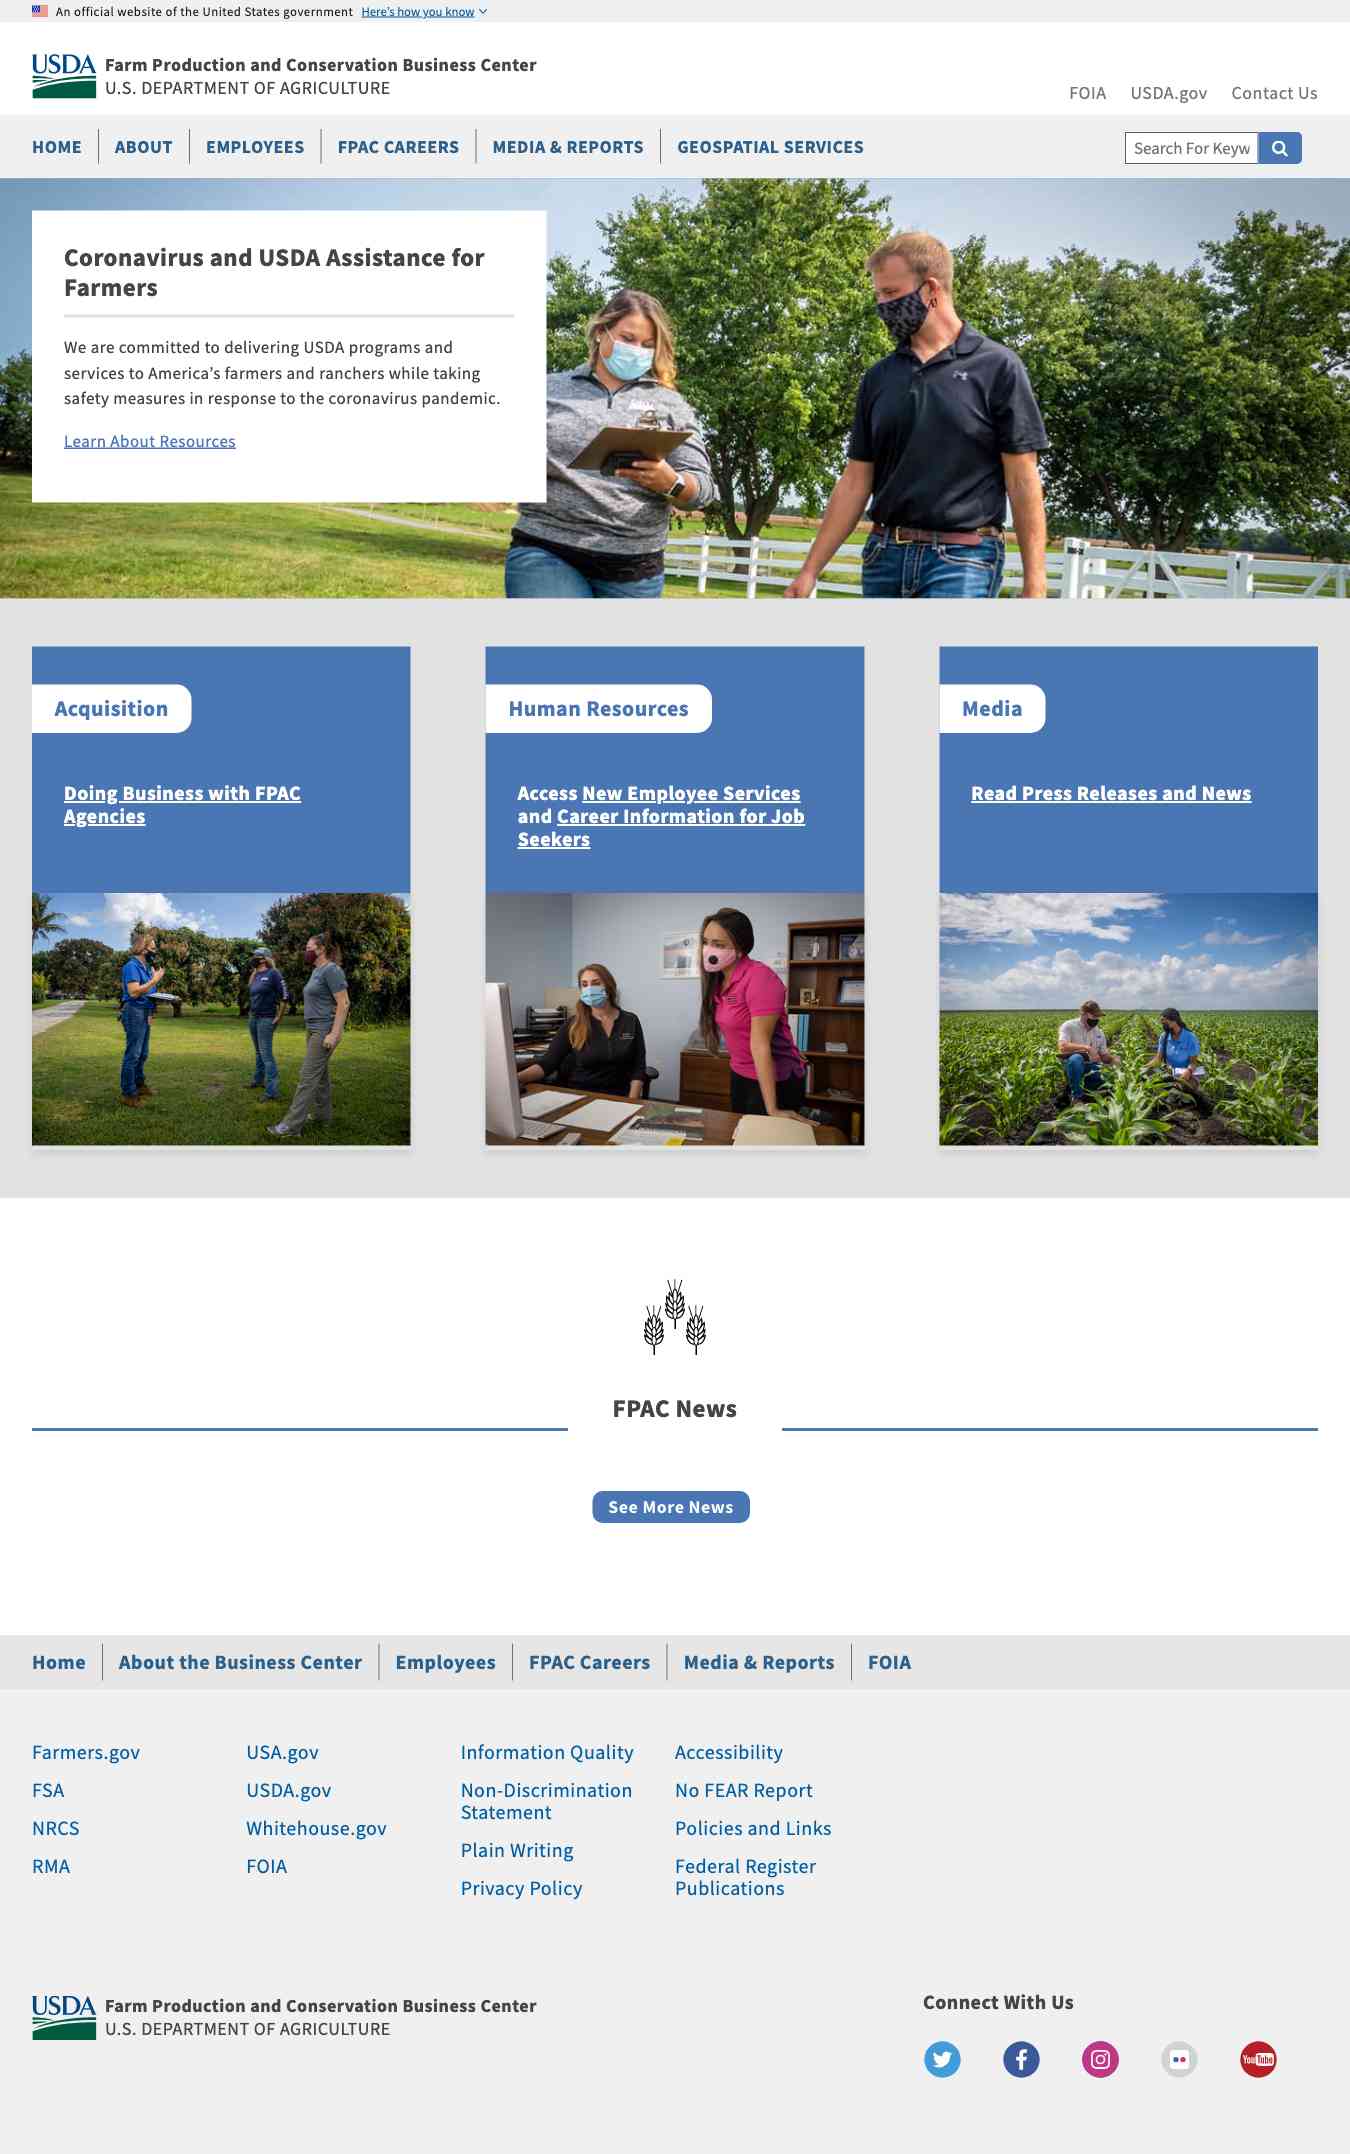 An official website of the United States government Here's how you know
USDA Farm Production and Conservation Business Center
U.S. DEPARTMENT OF AGRICULTURE
FOIA USDA.gov Contact Us
HOME ABOUT EMPLOYEES FPAC CAREERS MEDIA & REPORTS GEOSPATIAL SERVICES
Search For Keyw
Coronavirus and USDA Assistance for
Farmers
We are committed to delivering USDA programs and
services to America's farmers and ranchers while taking
safety measures in response to the coronavirus pandemic.
Learn About Resources
Acquisition
Doing Business with FPAC
Agencies
Human Resources
Access New Employee Services
and Career Information for Job
Seekers
Media
Read Press Releases and News
FPAC News
See More News
Home About the Business Center Employees FPAC Careers Media & Reports FOIA
Farmers.gov
FSA
NRCS
RMA
USA.gov
USDA.gov
Whitehouse.gov
FOIA
Information Quality
Non-Discrimination
Statement
Plain Writing
Privacy Policy
Accessibility
No FEAR Report
Policies and Links
Federal Register
Publications
USDA Farm Production and Conservation Business Center
U.S. DEPARTMENT OF AGRICULTURE
Connect With Us
YouTube